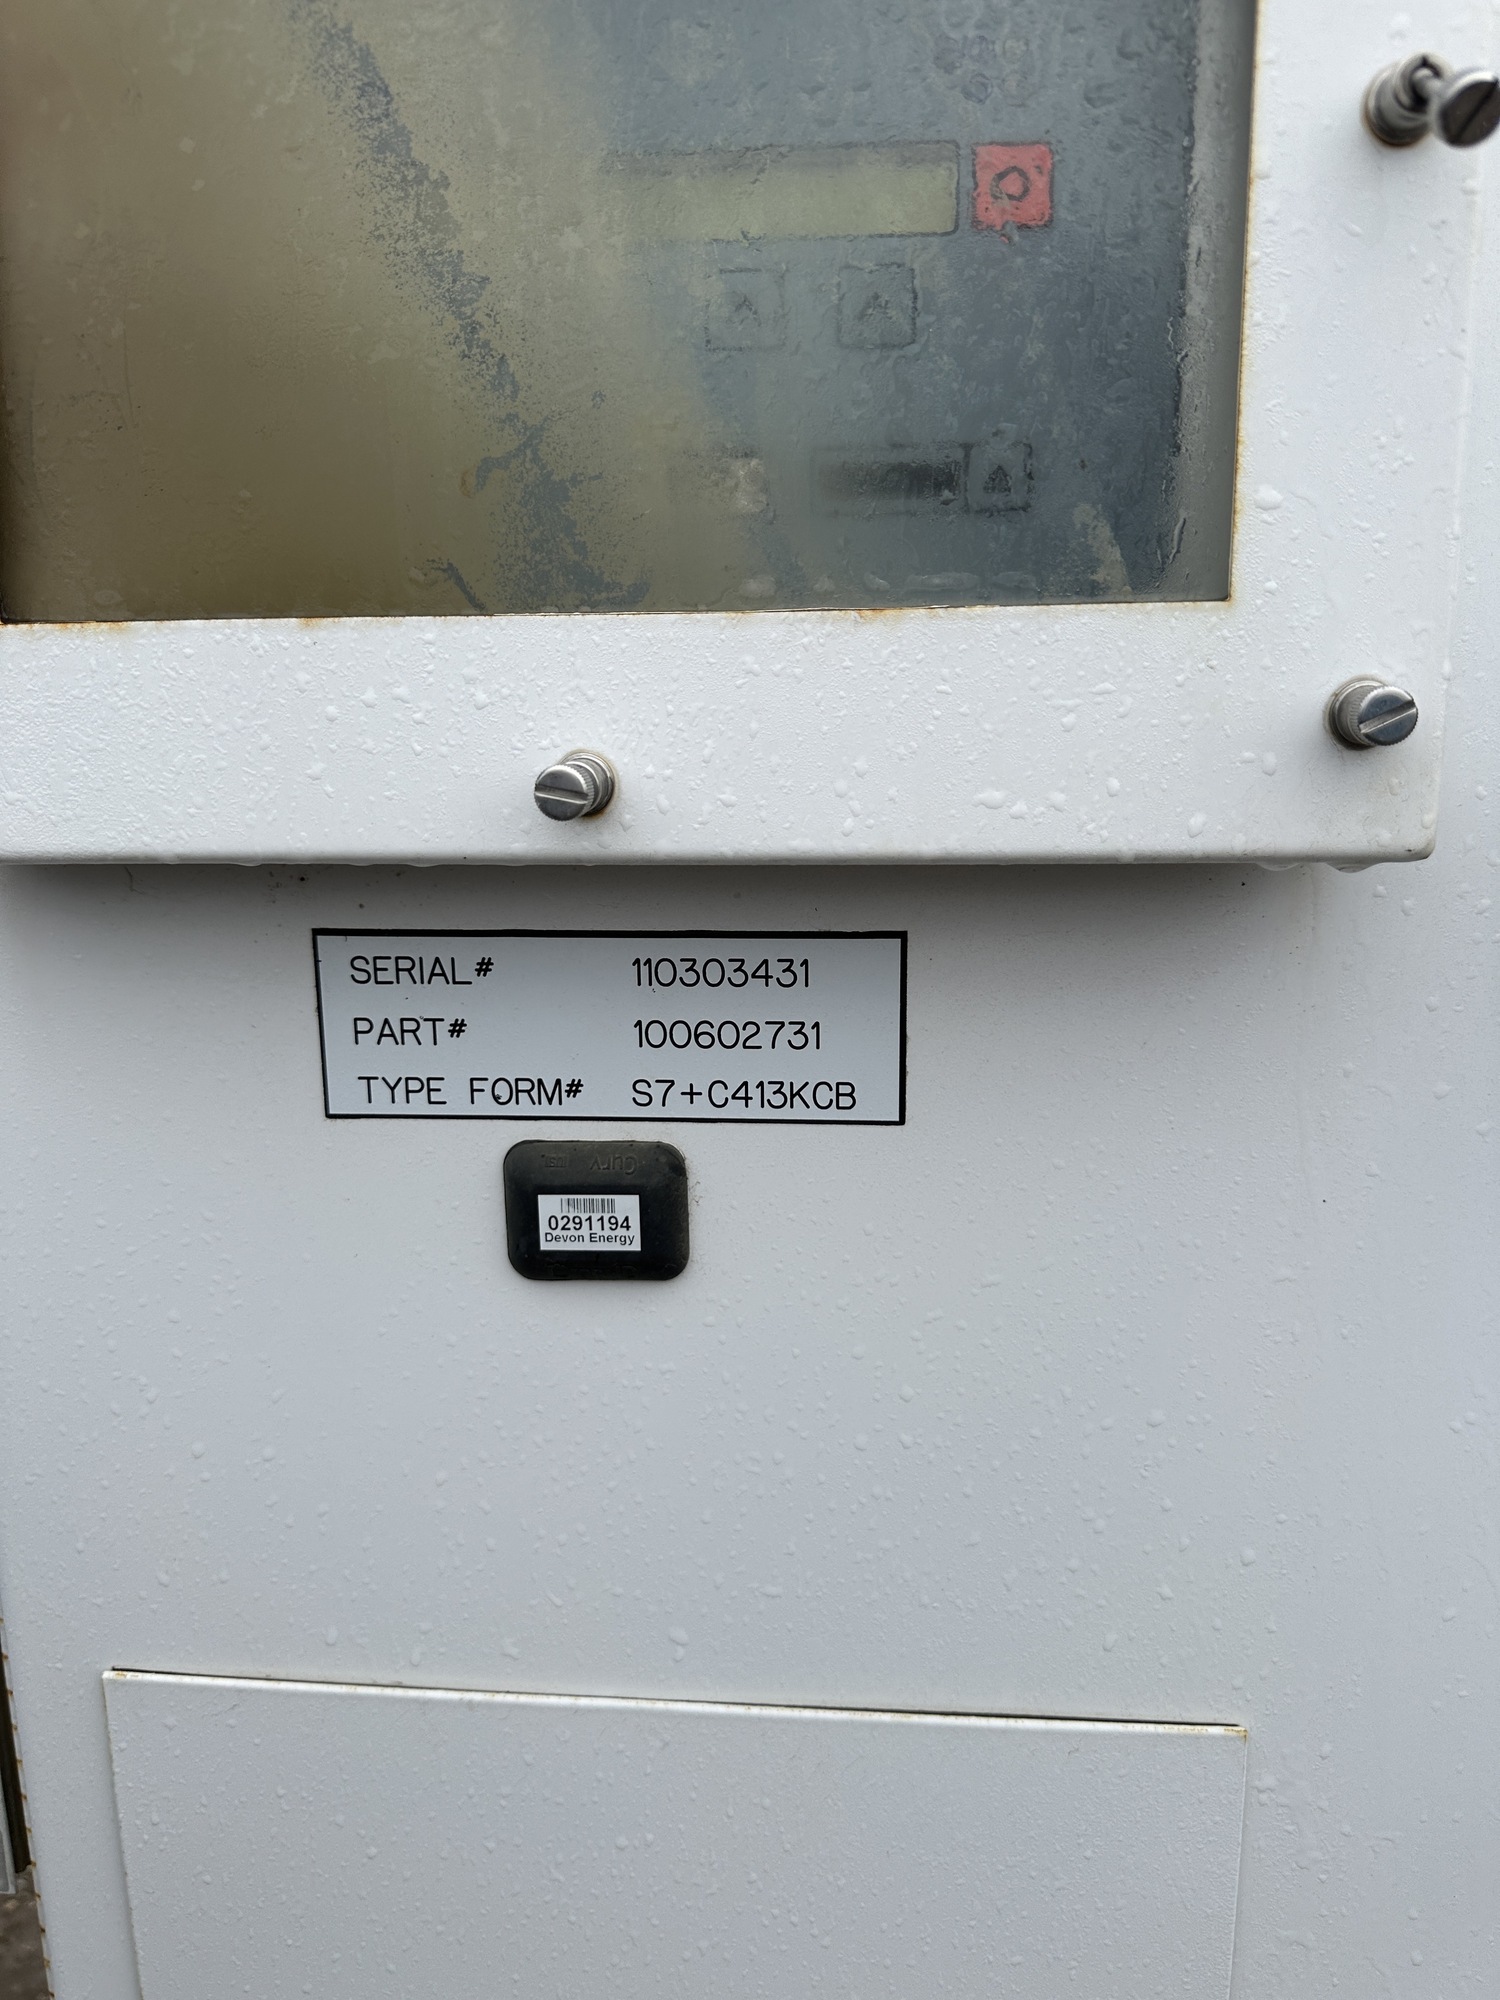 SERIAL# 110303431
PART# 100602731
TYPE FORM# S7+C413KCB
0291194
Devon Energy